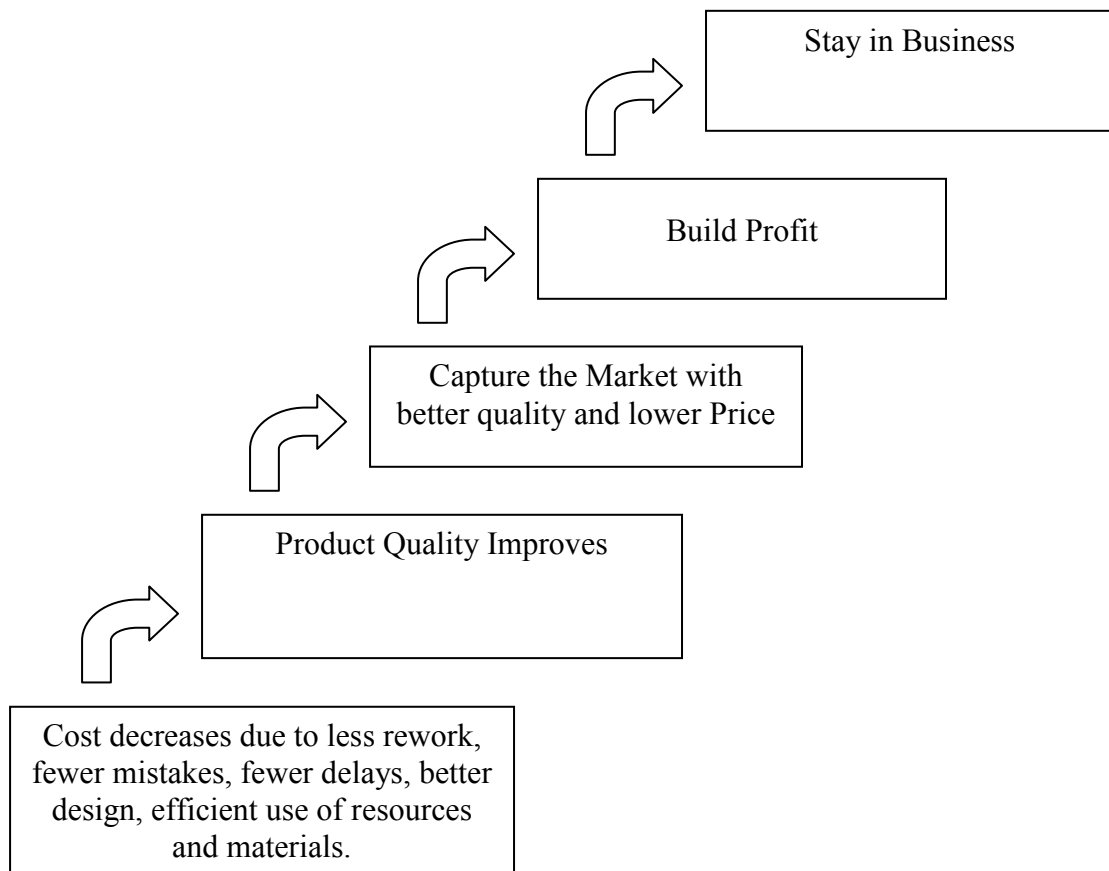 Stay in Business
Build Profit
Capture the Market with
better quality and lower Price
Product Quality Improves
Cost decreases due to less rework,
fewer mistakes, fewer delays, better
design, efficient use of resources
and materials.